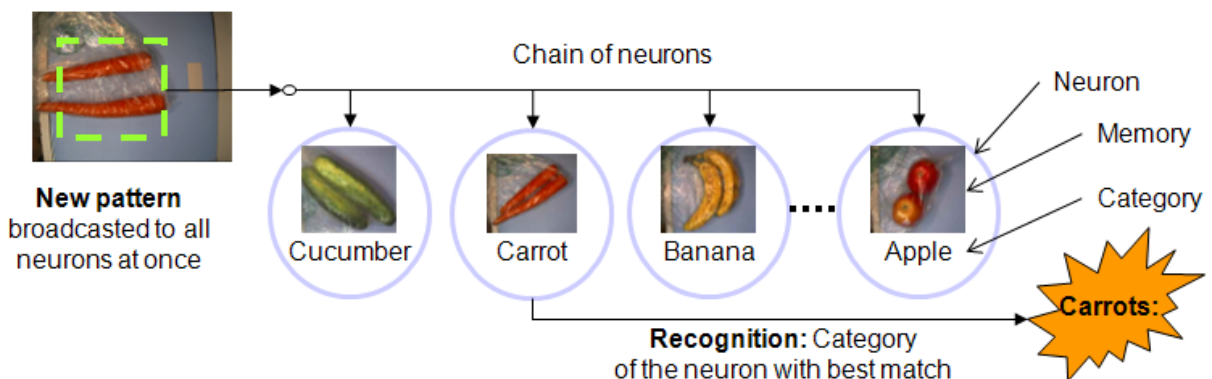 Chain of neurons
Neuron
Memory
Category
New pattern
broadcasted to all
neurons at once
Cucumber
Carrot
Banana
Apple
Carrots:
Recognition: Category
of the neuron with best match